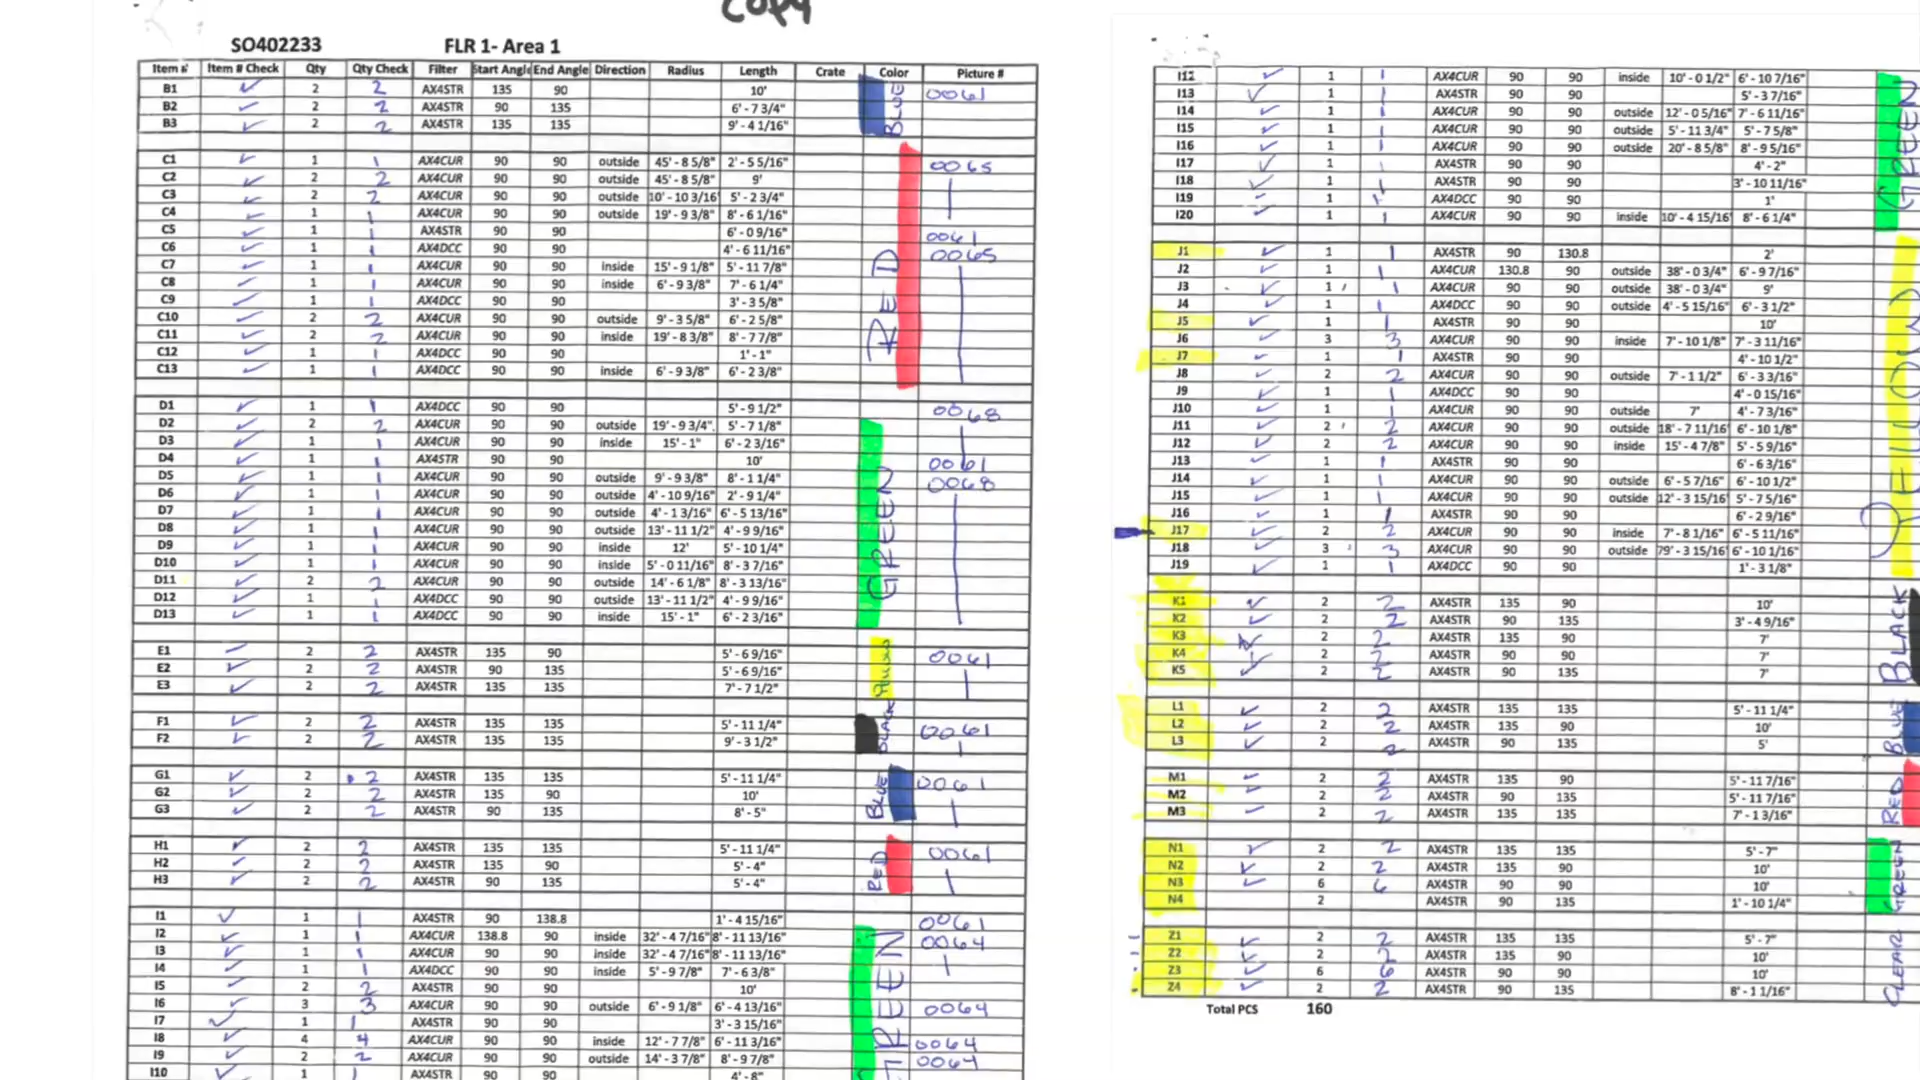 Copy
SO402233 FLR 1- Area 1
Item # Item # Check Qty Qty Check Filter Start Angle End Angle Direction Radius Length Crate Color Picture #
B1 ✓ 2 2 AX4STR 135 90 10' BLUE 0061
B2 ✓ 2 2 AX4STR 90 135 6' - 7 3/4"
B3 ✓ 2 2 AX4STR 135 135 9' - 4 1/16"
C1 ✓ 1 1 AX4CUR 90 90 outside 45' - 8 5/8" 2' - 5 5/16" RED 0065
C2 ✓ 2 2 AX4CUR 90 90 outside 45' - 8 5/8" 9'
C3 ✓ 2 2 AX4CUR 90 90 outside 10' - 10 3/16" 5' - 2 3/4"
C4 ✓ 1 1 AX4CUR 90 90 outside 19' - 9 3/8" 8' - 6 1/16"
C5 ✓ 1 1 AX4STR 90 90 6' - 0 9/16" 0061
C6 ✓ 1 1 AX4DCC 90 90 4' - 6 11/16" 0065
C7 ✓ 1 1 AX4CUR 90 90 inside 15' - 9 1/8" 5' - 11 7/8"
C8 ✓ 1 1 AX4CUR 90 90 inside 6' - 9 3/8" 7' - 6 1/4"
C9 ✓ 1 1 AX4DCC 90 90 3' - 3 5/8"
C10 ✓ 2 2 AX4CUR 90 90 outside 9' - 3 5/8" 6' - 2 5/8"
C11 ✓ 2 2 AX4CUR 90 90 inside 19' - 8 3/8" 8' - 7 7/8"
C12 ✓ 1 1 AX4DCC 90 90 1' - 1"
C13 ✓ 1 1 AX4DCC 90 90 inside 6' - 9 3/8" 6' - 2 3/8"
D1 ✓ 1 1 AX4DCC 90 90 5' - 9 1/2" 0068
D2 ✓ 2 2 AX4CUR 90 90 outside 19' - 9 3/4" 5' - 7 1/8" GREEN
D3 ✓ 1 1 AX4CUR 90 90 inside 15' - 1" 6' - 2 3/16"
D4 ✓ 1 1 AX4STR 90 90 10' 0061
D5 ✓ 1 1 AX4CUR 90 90 outside 9' - 9 3/8" 8' - 1 1/4" 0068
D6 ✓ 1 1 AX4CUR 90 90 outside 4' - 10 9/16" 2' - 9 1/4"
D7 ✓ 1 1 AX4CUR 90 90 outside 4' - 1 3/16" 6' - 5 13/16"
D8 ✓ 1 1 AX4CUR 90 90 outside 13' - 11 1/2" 4' - 9 9/16"
D9 ✓ 1 1 AX4CUR 90 90 inside 12' 5' - 10 1/4"
D10 ✓ 1 1 AX4CUR 90 90 inside 5' - 0 11/16" 8' - 3 7/16"
D11 ✓ 2 2 AX4CUR 90 90 outside 14' - 6 1/8" 8' - 3 13/16"
D12 ✓ 1 1 AX4DCC 90 90 outside 13' - 11 1/2" 4' - 9 9/16"
D13 ✓ 1 1 AX4DCC 90 90 inside 15' - 1" 6' - 2 3/16"
E1 ✓ 2 2 AX4STR 135 90 5' - 6 9/16" 0061
E2 ✓ 2 2 AX4STR 90 135 5' - 6 9/16"
E3 ✓ 2 2 AX4STR 135 135 7' - 7 1/2"
F1 ✓ 2 2 AX4STR 135 135 5' - 11 1/4" BLACK 0061
F2 ✓ 2 2 AX4STR 135 135 9' - 3 1/2"
G1 ✓ 2 2 AX4STR 135 135 5' - 11 1/4" BLUE 0061
G2 ✓ 2 2 AX4STR 135 90 10'
G3 ✓ 2 2 AX4STR 90 135 8' - 5"
H1 ✓ 2 2 AX4STR 135 135 5' - 11 1/4" RED 0061
H2 ✓ 2 2 AX4STR 135 90 5' - 4"
H3 ✓ 2 2 AX4STR 90 135 5' - 4"
I1 ✓ 1 1 AX4STR 90 138.8 1' - 4 15/16" 0061
I2 ✓ 1 1 AX4CUR 138.8 90 inside 32' - 4 7/16" 8' - 11 13/16" GREEN 0064
I3 ✓ 1 1 AX4CUR 90 90 inside 32' - 4 7/16" 8' - 11 13/16"
I4 ✓ 1 1 AX4DCC 90 90 inside 5' - 9 7/8" 7' - 6 3/8"
I5 ✓ 2 2 AX4STR 90 90 10'
I6 ✓ 3 3 AX4CUR 90 90 outside 6' - 9 1/8" 6' - 4 13/16" 0064
I7 ✓ 1 1 AX4STR 90 90 3' - 3 15/16"
I8 ✓ 4 4 AX4CUR 90 90 inside 12' - 7 7/8" 6' - 11 3/16" 0064
I9 ✓ 2 2 AX4CUR 90 90 outside 14' - 3 7/8" 8' - 9 7/8" 0064
I10 ✓ 1 1 AX4STR 90 90 4' - 8"
I12 ✓ 1 1 AX4CUR 90 90 inside 10' - 0 1/2" 6' - 10 7/16" GREEN
I13 ✓ 1 1 AX4STR 90 90 5' - 3 7/16"
I14 ✓ 1 1 AX4CUR 90 90 outside 12' - 0 5/16" 7' - 6 11/16"
I15 ✓ 1 1 AX4CUR 90 90 outside 5' - 11 3/4" 5' - 7 5/8"
I16 ✓ 1 1 AX4CUR 90 90 outside 20' - 8 5/8" 8' - 9 5/16"
I17 ✓ 1 1 AX4STR 90 90 4' - 2"
I18 ✓ 1 1 AX4STR 90 90 3' - 10 11/16"
I19 ✓ 1 1 AX4DCC 90 90 1'
I20 ✓ 1 1 AX4CUR 90 90 inside 10' - 4 15/16" 8' - 6 1/4"
J1 ✓ 1 1 AX4STR 90 130.8 2' YELLOW
J2 ✓ 1 1 AX4CUR 130.8 90 outside 38' - 0 3/4" 6' - 9 7/16"
J3 ✓ 1 1 AX4CUR 90 90 outside 38' - 0 3/4" 9'
J4 ✓ 1 1 AX4DCC 90 90 outside 4' - 5 15/16" 6' - 3 1/2"
J5 ✓ 1 1 AX4STR 90 90 10'
J6 ✓ 3 3 AX4CUR 90 90 inside 7' - 10 1/8" 7' - 3 11/16"
J7 ✓ 1 1 AX4STR 90 90 4' - 10 1/2"
J8 ✓ 2 2 AX4CUR 90 90 outside 7' - 1 1/2" 6' - 3 3/16"
J9 ✓ 1 1 AX4DCC 90 90 4' - 0 15/16"
J10 ✓ 1 1 AX4CUR 90 90 outside 7' 4' - 7 3/16"
J11 ✓ 2 2 AX4CUR 90 90 outside 18' - 7 11/16" 6' - 10 1/8"
J12 ✓ 2 2 AX4CUR 90 90 inside 15' - 4 7/8" 5' - 5 9/16"
J13 ✓ 1 1 AX4STR 90 90 6' - 6 3/16"
J14 ✓ 1 1 AX4CUR 90 90 outside 6' - 5 7/16" 6' - 10 1/2"
J15 ✓ 1 1 AX4CUR 90 90 outside 12' - 3 15/16" 5' - 7 5/16"
J16 ✓ 1 1 AX4STR 90 90 6' - 2 9/16"
J17 ✓ 2 2 AX4CUR 90 90 inside 7' - 8 1/16" 6' - 5 11/16"
J18 ✓ 3 3 AX4CUR 90 90 outside 79' - 3 15/16" 6' - 10 1/16"
J19 ✓ 1 1 AX4DCC 90 90 1' - 3 1/8"
K1 ✓ 2 2 AX4STR 135 90 10' BLACK
K2 ✓ 2 2 AX4STR 90 135 3' - 4 9/16"
K3 2 2 AX4STR 135 90 7'
K4 ✓ 2 2 AX4STR 90 90 7'
K5 ✓ 2 2 AX4STR 90 135 7'
L1 ✓ 2 2 AX4STR 135 135 5' - 11 1/4" BLUE
L2 ✓ 2 2 AX4STR 135 90 10'
L3 ✓ 2 2 AX4STR 90 135 5'
M1 ✓ 2 2 AX4STR 135 90 5' - 11 7/16" RED
M2 ✓ 2 2 AX4STR 90 135 5' - 11 7/16"
M3 ✓ 2 2 AX4STR 135 135 7' - 1 3/16"
N1 ✓ 2 2 AX4STR 135 135 5' - 7" GREEN
N2 ✓ 2 2 AX4STR 135 90 10'
N3 ✓ 6 6 AX4STR 90 90 10'
N4 2 AX4STR 90 135 1' - 10 1/4"
Z1 ✓ 2 2 AX4STR 135 135 5' - 7" CLEAR
Z2 ✓ 2 2 AX4STR 135 90 10'
Z3 ✓ 6 6 AX4STR 90 90 10'
Z4 ✓ 2 2 AX4STR 90 135 8' - 1 1/16"
Total PCS 160